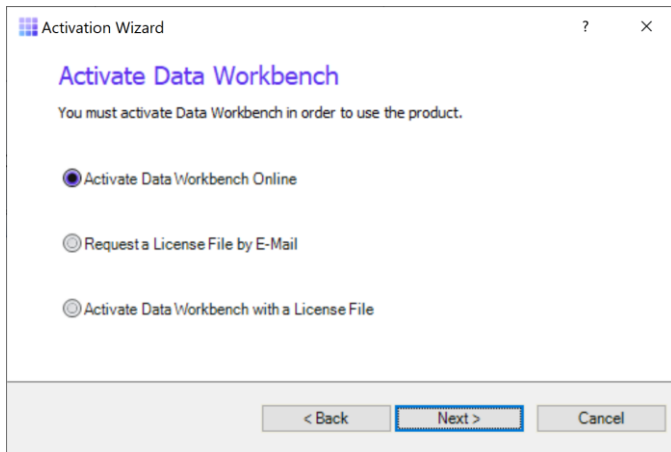 Activation Wizard ? ×
Activate Data Workbench
You must activate Data Workbench in order to use the product.
Activate Data Workbench Online
Request a License File by E-Mail
Activate Data Workbench with a License File
< Back Next > Cancel